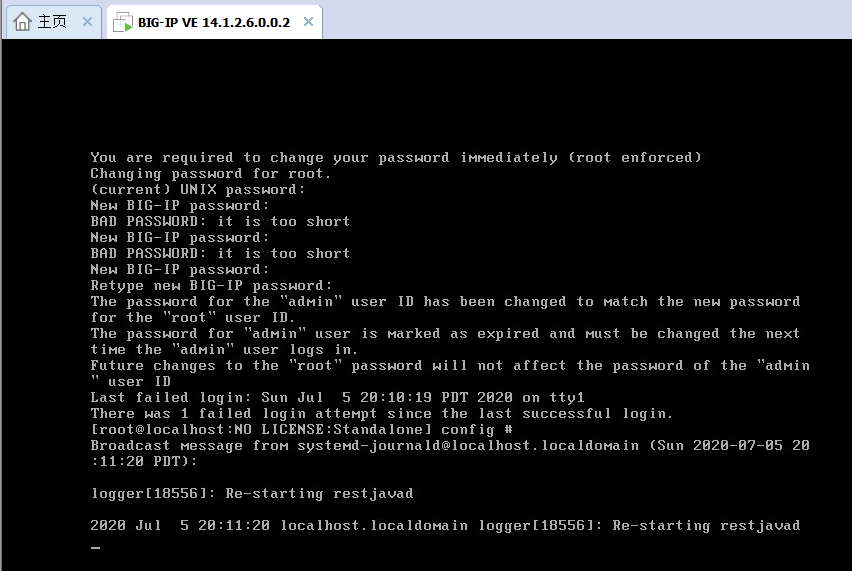 主页
BIG-IP VE 14.1.2.6.0.0.2
You are required to change your password immediately (root enforced)
Changing password for root.
(current) UNIX password:
New BIG-IP password:
BAD PASSWORD: it is too short
New BIG-IP password:
BAD PASSWORD: it is too short
New BIG-IP password:
Retype new BIG-IP password:
The password for the "admin" user ID has been changed to match the new password
for the "root" user ID.
The password for "admin" user is marked as expired and must be changed the next
time the "admin" user logs in.
Future changes to the "root" password will not affect the password of the "admin
" user ID
Last failed login: Sun Jul  5 20:10:19 PDT 2020 on tty1
There was 1 failed login attempt since the last successful login.
[root@localhost:NO LICENSE:Standalone] config #
Broadcast message from systemd-journald@localhost.localdomain (Sun 2020-07-05 20
:11:20 PDT):
logger[18556]: Re-starting restjavad
2020 Jul  5 20:11:20 localhost.localdomain logger[18556]: Re-starting restjavad